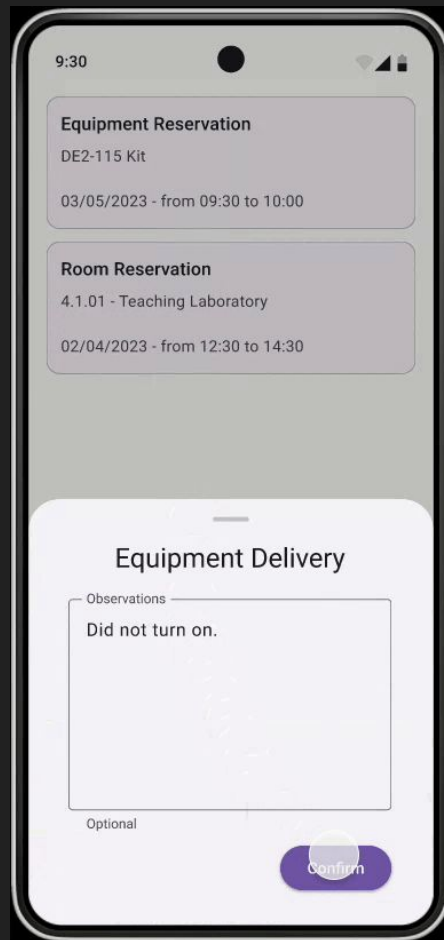 9:30
Equipment Reservation
DE2-115 Kit
03/05/2023 - from 09:30 to 10:00
Room Reservation
4.1.01 - Teaching Laboratory
02/04/2023 - from 12:30 to 14:30
Equipment Delivery
Observations
Did not turn on.
Optional
Confirm